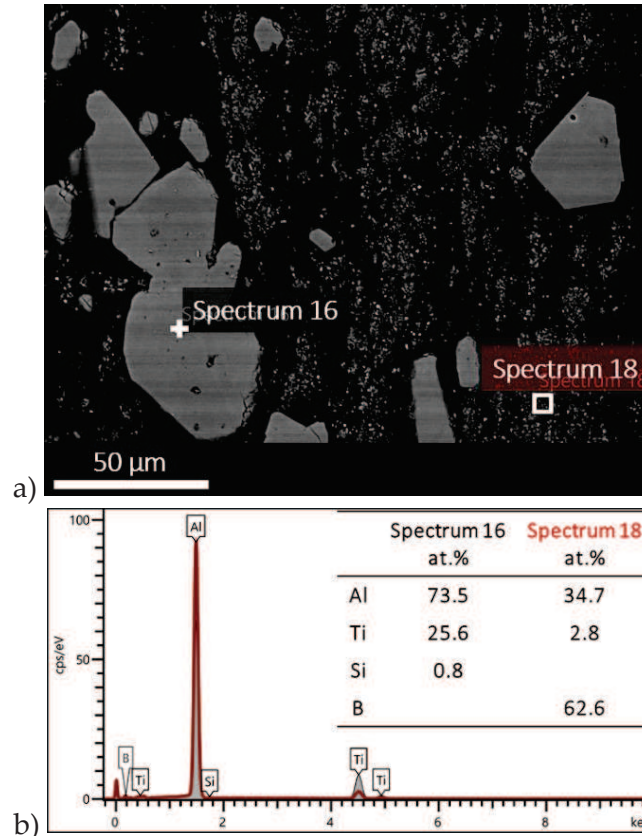 a)
Spectrum 16
Spectrum 18
50 µm
b)
100
50
0
cps/eV
B
Ti
Al
Si
Ti
Ti
0 2 4 6 8 ke
Spectrum 16 Spectrum 18
at.% at.%
Al 73.5 34.7
Ti 25.6 2.8
Si 0.8
B 62.6